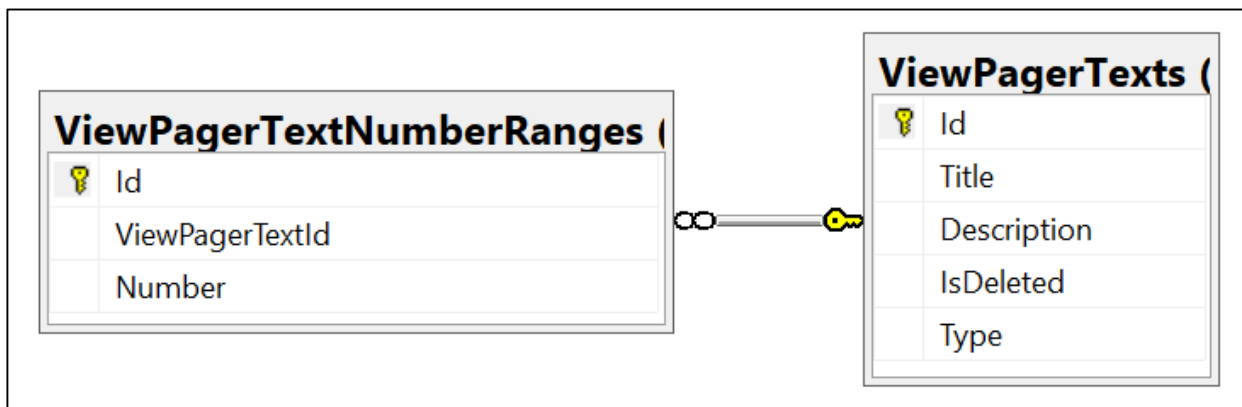 ViewPagerTextNumberRanges (
Id
ViewPagerTextId
Number
ViewPagerTexts (
Id
Title
Description
IsDeleted
Type